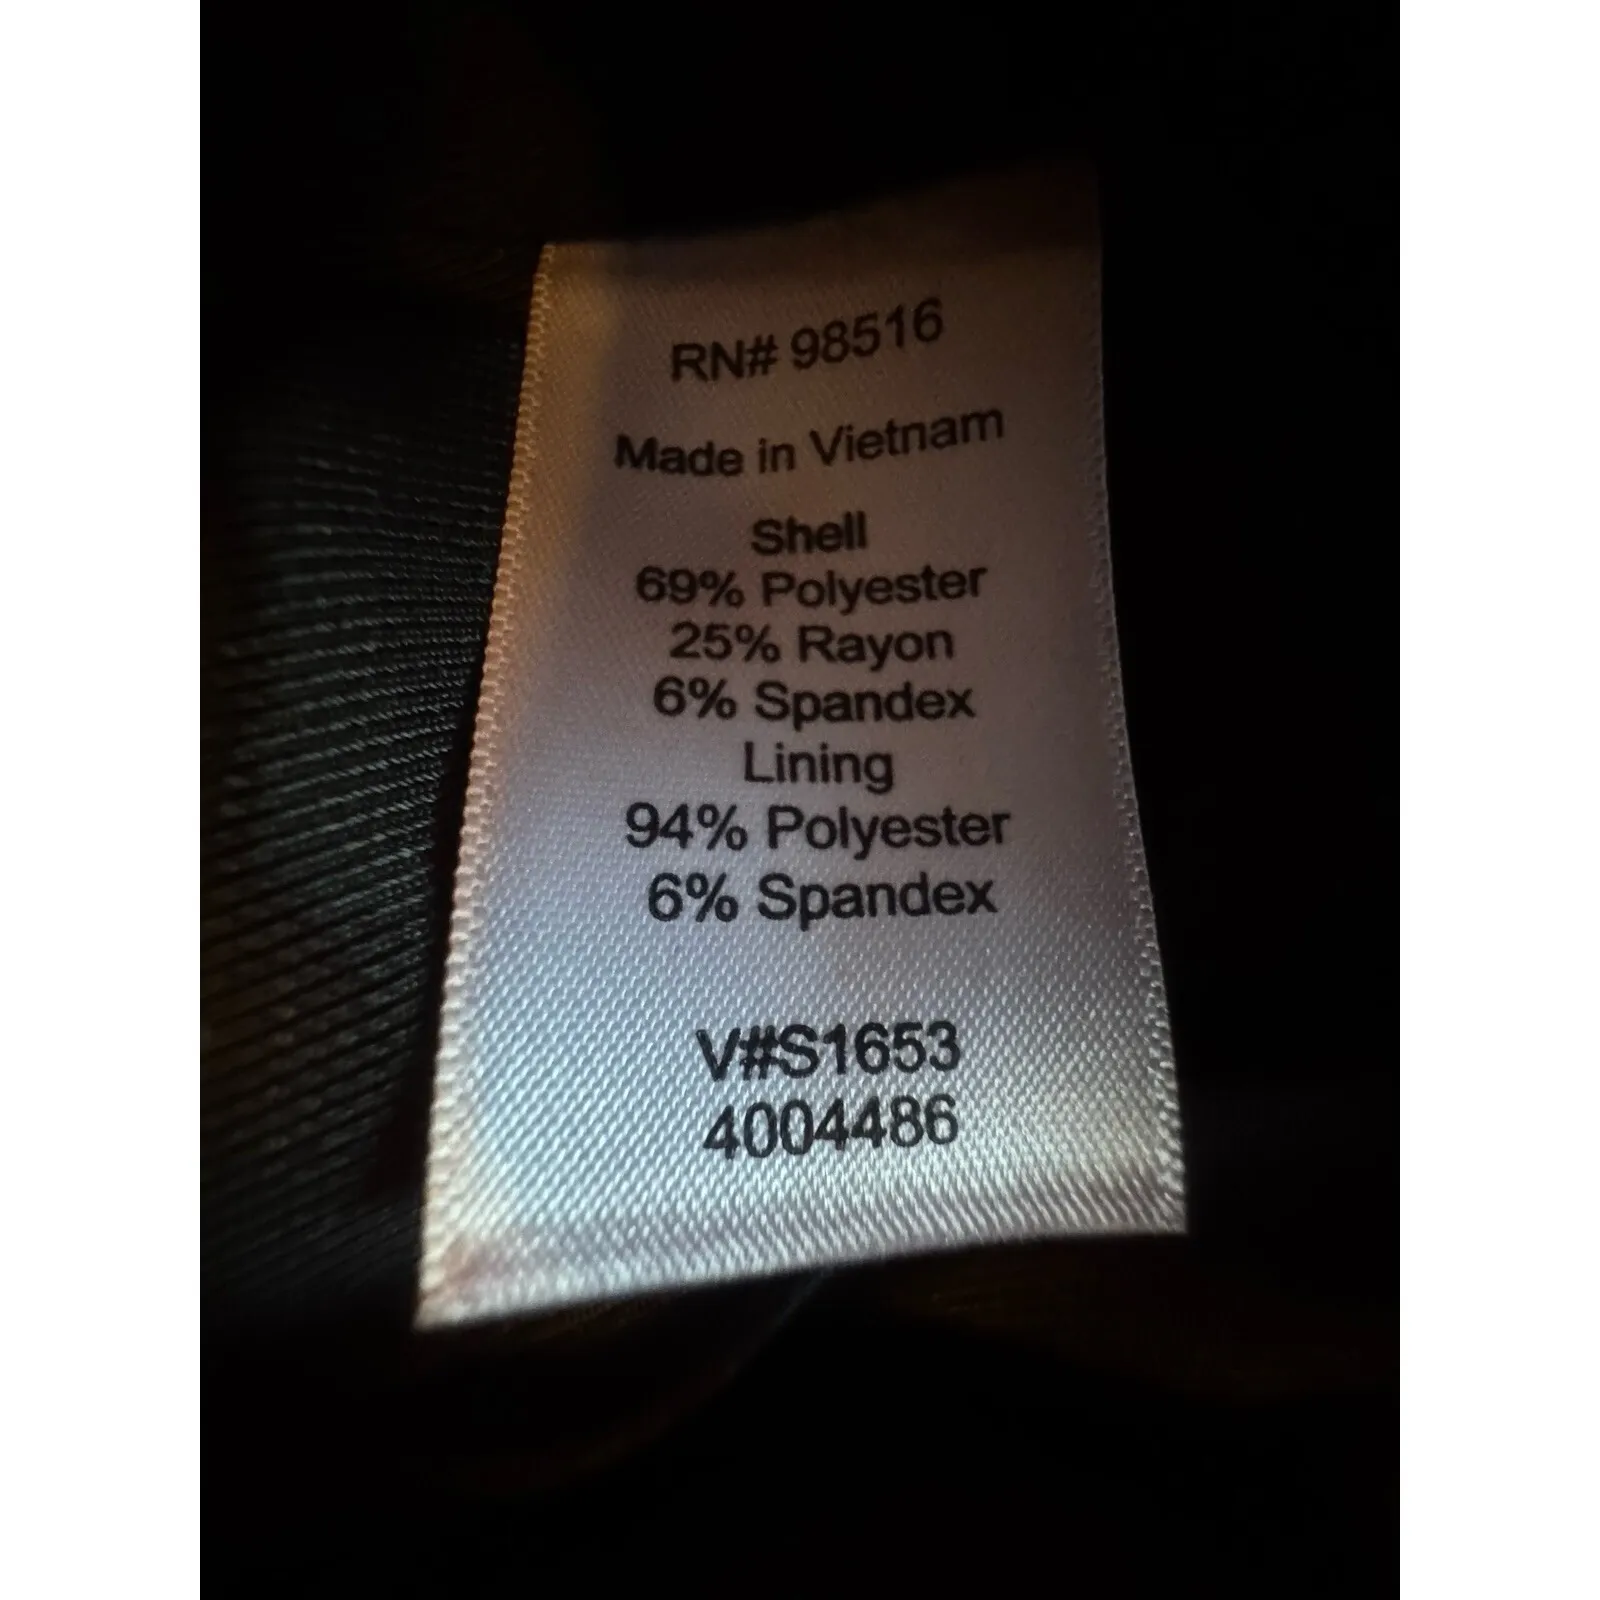 RN# 98516
Made in Vietnam
Shell
69% Polyester
25% Rayon
6% Spandex
Lining
94% Polyester
6% Spandex
V#S1653
4004486